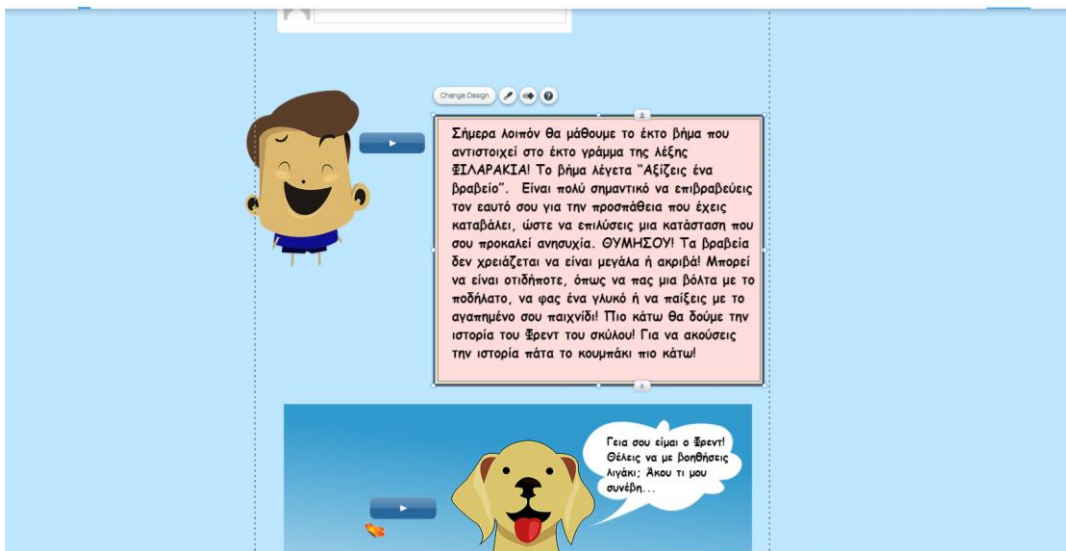 Change Design
Σήμερα λοιπόν θα μάθουμε το έκτο βήμα που
αντιστοιχεί στο έκτο γράμμα της λέξης
ΦΙΛΑΡΑΚΙΑ! Το βήμα λέγετα “Αξίζεις ένα
βραβείο”. Είναι πολύ σημαντικό να επιβραβεύεις
τον εαυτό σου για την προσπάθεια που έχεις
καταβάλει, ώστε να επιλύσεις μια κατάσταση που
σου προκαλεί ανησυχία. ΘΥΜΗΣΟΥ! Τα βραβεία
δεν χρειάζεται να είναι μεγάλα ή ακριβά! Μπορεί
να είναι οτιδήποτε, όπως να πας μια βόλτα με το
ποδήλατο, να φας ένα γλυκό ή να παίξεις με το
αγαπημένο σου παιχνίδι! Πιο κάτω θα δούμε την
ιστορία του Φρεντ του σκύλου! Για να ακούσεις
την ιστορία πάτα το κουμπάκι πιο κάτω!
Γεια σου είμαι ο Φρεντ!
Θέλεις να με βοηθήσεις
λιγάκι; Άκου τι μου
συνέβη...